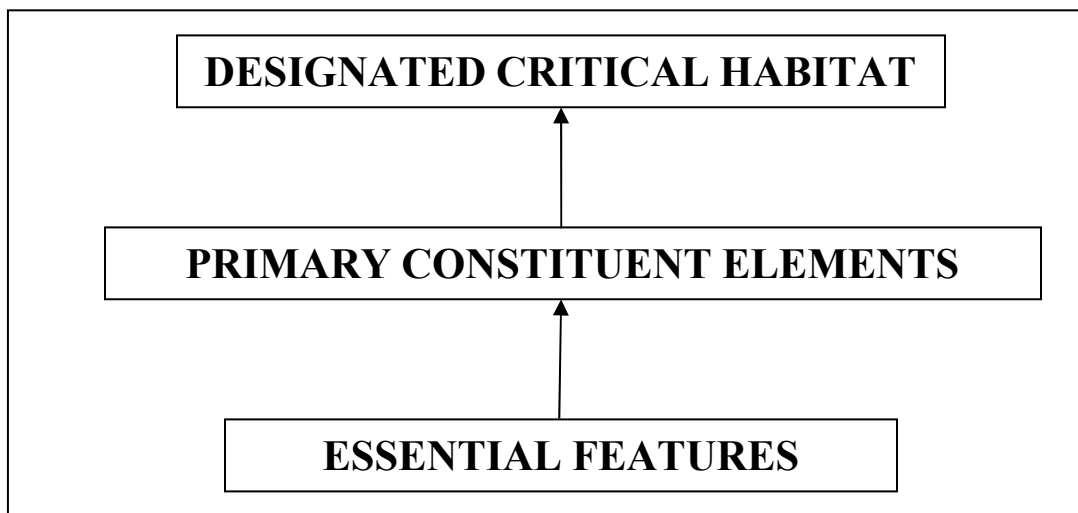 DESIGNATED CRITICAL HABITAT
PRIMARY CONSTITUENT ELEMENTS
ESSENTIAL FEATURES